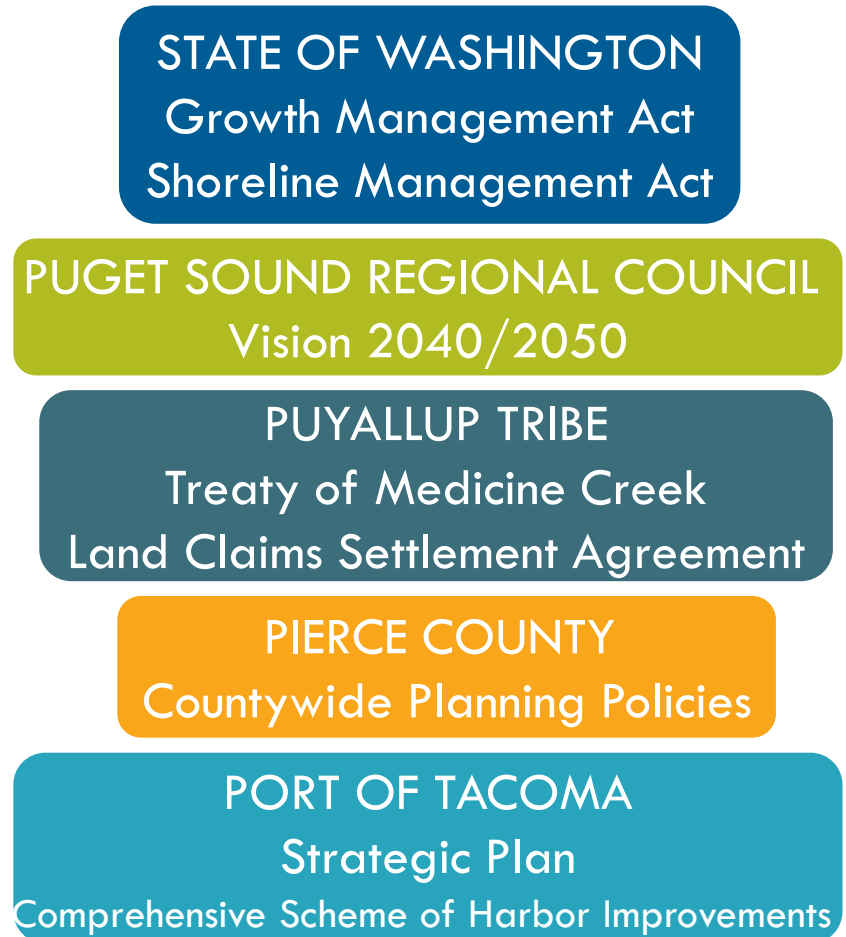 STATE OF WASHINGTON
Growth Management Act
Shoreline Management Act
PUGET SOUND REGIONAL COUNCIL
Vision 2040/2050
PUYALLUP TRIBE
Treaty of Medicine Creek
Land Claims Settlement Agreement
PIERCE COUNTY
Countywide Planning Policies
PORT OF TACOMA
Strategic Plan
Comprehensive Scheme of Harbor Improvements